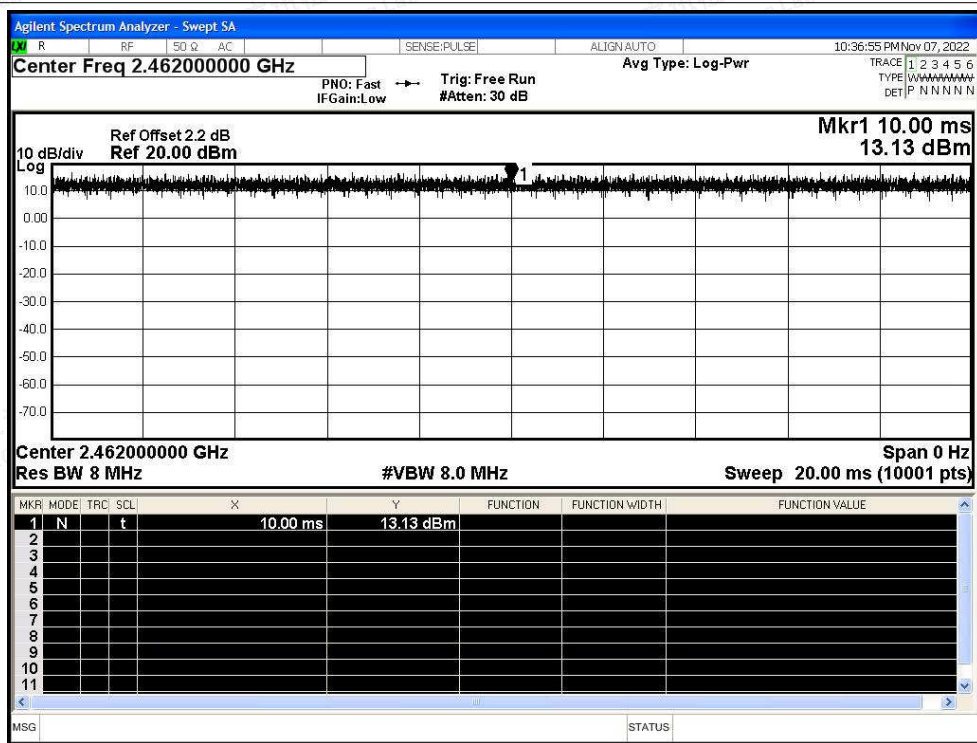 Agilent Spectrum Analyzer - Swept SA
LXI R RF 50 Ω AC SENSE:PULSE ALIGN AUTO 10:36:55 PM Nov 07, 2022
Center Freq 2.462000000 GHz Avg Type: Log-Pwr TRACE 1 2 3 4 5 6
PNO: Fast Trig: Free Run TYPE WWWWWW
IFGain:Low #Atten: 30 dB DET P N N N N N
Mkr1 10.00 ms
Ref Offset 2.2 dB
10 dB/div Ref 20.00 dBm 13.13 dBm
Log
1
10.0
0.00
-10.0
-20.0
-30.0
-40.0
-50.0
-60.0
-70.0
Center 2.462000000 GHz Span 0 Hz
Res BW 8 MHz #VBW 8.0 MHz Sweep 20.00 ms (10001 pts)
MKR MODE TRC SCL X Y FUNCTION FUNCTION WIDTH FUNCTION VALUE
1 N t 10.00 ms 13.13 dBm
2
3
4
5
6
7
8
9
10
11
MSG STATUS